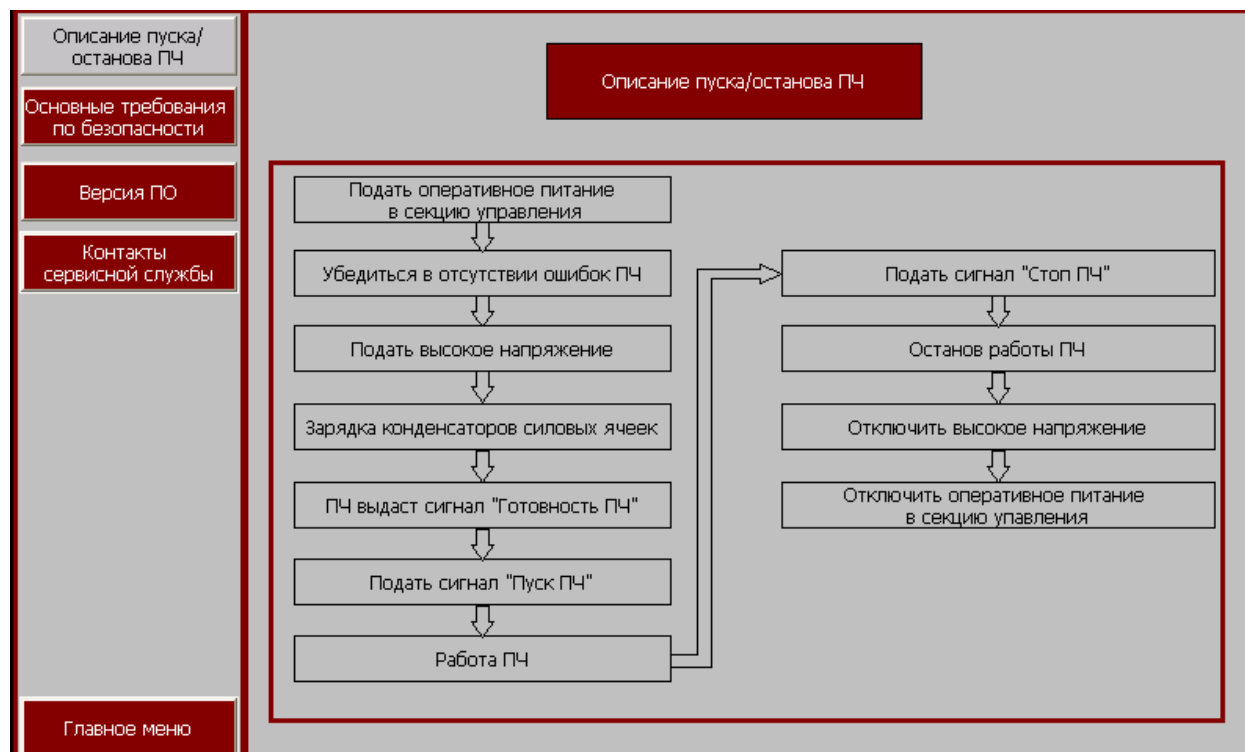 Описание пуска/
останова ПЧ
Основные требования
по безопасности
Версия ПО
Контакты
сервисной службы
Главное меню
Описание пуска/останова ПЧ
Подать оперативное питание
в секцию управления
Убедиться в отсутствии ошибок ПЧ
Подать высокое напряжение
Зарядка конденсаторов силовых ячеек
ПЧ выдаст сигнал "Готовность ПЧ"
Подать сигнал "Пуск ПЧ"
Работа ПЧ
Подать сигнал "Стоп ПЧ"
Останов работы ПЧ
Отключить высокое напряжение
Отключить оперативное питание
в секцию упавления